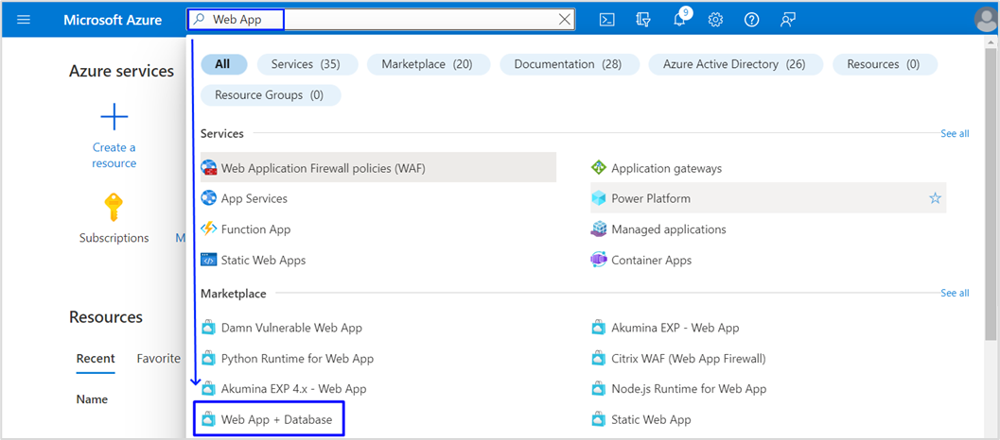 Microsoft Azure
Web App
9
All
Services (35)
Marketplace (20)
Documentation (28)
Azure Active Directory (26)
Resources (0)
Resource Groups (0)
Azure services
Create a
resource
Subscriptions
M
Resources
Recent
Favorite
Name
Services
See all
Web Application Firewall policies (WAF)
Application gateways
App Services
Power Platform
Function App
Managed applications
Static Web Apps
Container Apps
Marketplace
See all
Damn Vulnerable Web App
Akumina EXP - Web App
Python Runtime for Web App
Citrix WAF (Web App Firewall)
Akumina EXP 4.x - Web App
Node.js Runtime for Web App
Web App + Database
Static Web App